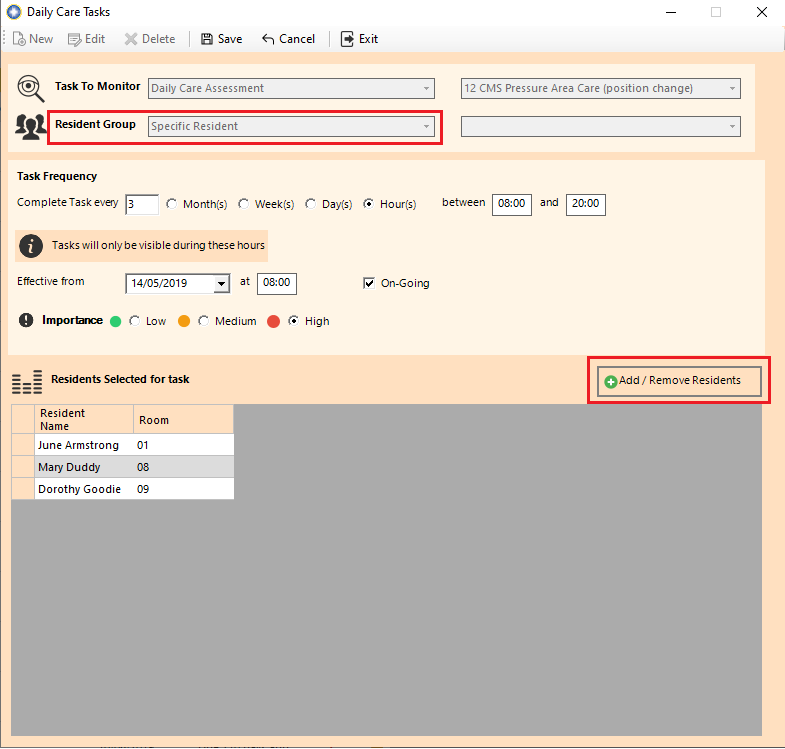 Daily Care Tasks
New Edit Delete Save Cancel Exit
Task To Monitor Daily Care Assessment 12 CMS Pressure Area Care (position change)
Resident Group Specific Resident
Task Frequency
Complete Task every 3 Month(s) Week(s) Day(s) Hour(s) between 08:00 and 20:00
i Tasks will only be visible during these hours
Effective from 14/05/2019 at 08:00 On-Going
! Importance Low Medium High
Residents Selected for task Add / Remove Residents
Resident Name Room
June Armstrong 01
Mary Duddy 08
Dorothy Goodie 09